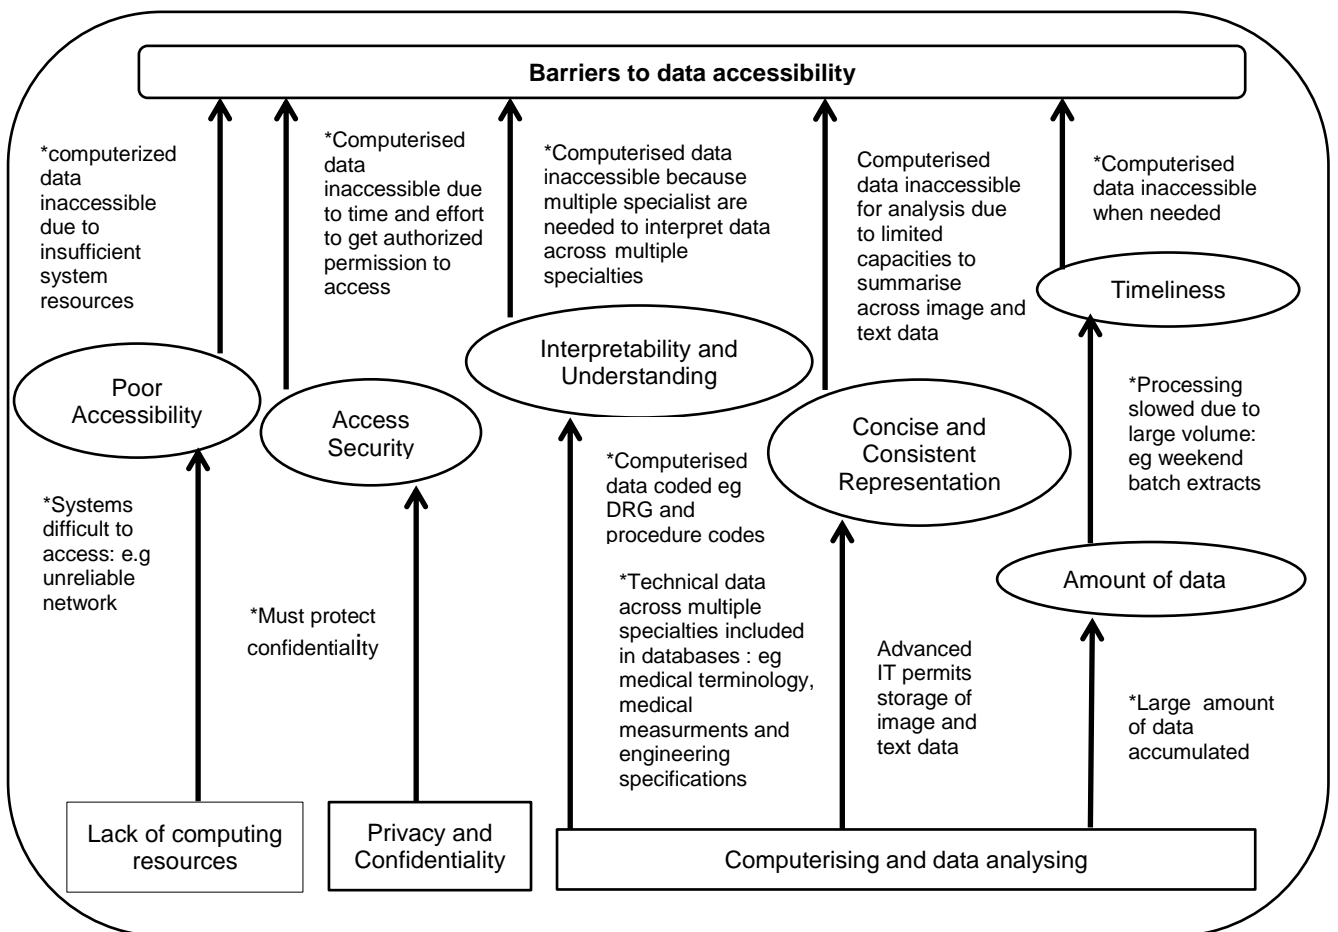 Barriers to data accessibility
*computerized
data
inaccessible
due to
insufficient
system
resources
*Computerised
data
inaccessible due
to time and effort
to get authorized
permission to
access
*Computerised data
inaccessible because
multiple specialist are
needed to interpret data
across multiple
specialties
Computerised
data inaccessible
for analysis due
to limited
capacities to
summarise
across image and
text data
*Computerised
data inaccessible
when needed
Timeliness
Interpretability and
Understanding
Poor
Accessibility
Access
Security
Concise and
Consistent
Representation
*Processing
slowed due to
large volume:
eg weekend
batch extracts
*Systems
difficult to
access: e.g
unreliable
network
*Computerised
data coded eg
DRG and
procedure codes
Amount of data
*Must protect
confidentiality
*Technical data
across multiple
specialties included
in databases : eg
medical terminology,
medical
measurments and
engineering
specifications
Advanced
IT permits
storage of
image and
text data
*Large amount
of data
accumulated
Lack of computing
resources
Privacy and
Confidentiality
Computerising and data analysing